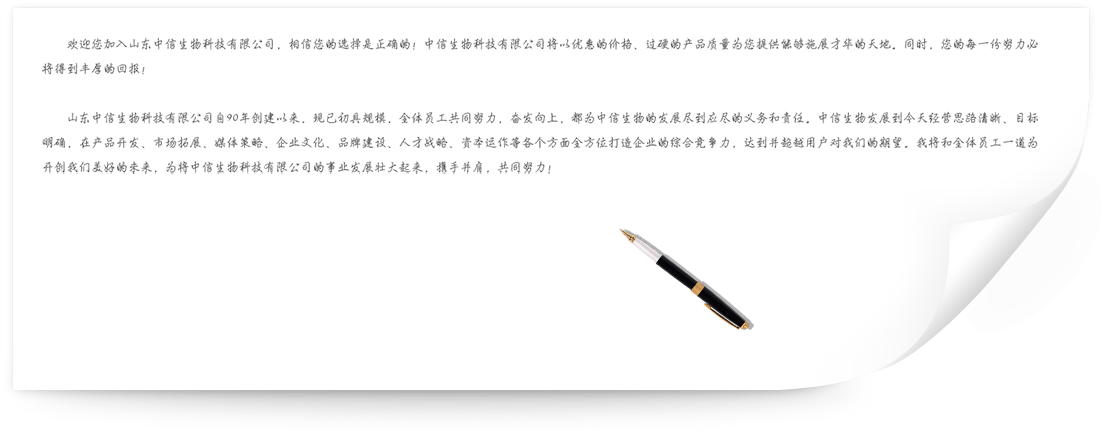 欢迎您加入山东中信生物科技有限公司，相信您的选择是正确的！中信生物科技有限公司将以优惠的价格、过硬的产品质量为您提供能够施展才华的天地。同时，您的每一份努力必
将得到丰厚的回报！
山东中信生物科技有限公司自90年创建以来，现已初具规模，全体员工共同努力，奋发向上，都为中信生物的发展尽到应尽的义务和责任。中信生物发展到今天经营思路清晰、目标
明确，在产品开发、市场拓展、媒体策略、企业文化、品牌建设、人才战略、资本运作等各个方面全方位打造企业的综合竞争力，达到并超越用户对我们的期望。我将和全体员工一道为
开创我们美好的未来，为将中信生物科技有限公司的事业发展壮大起来，携手并肩，共同努力！